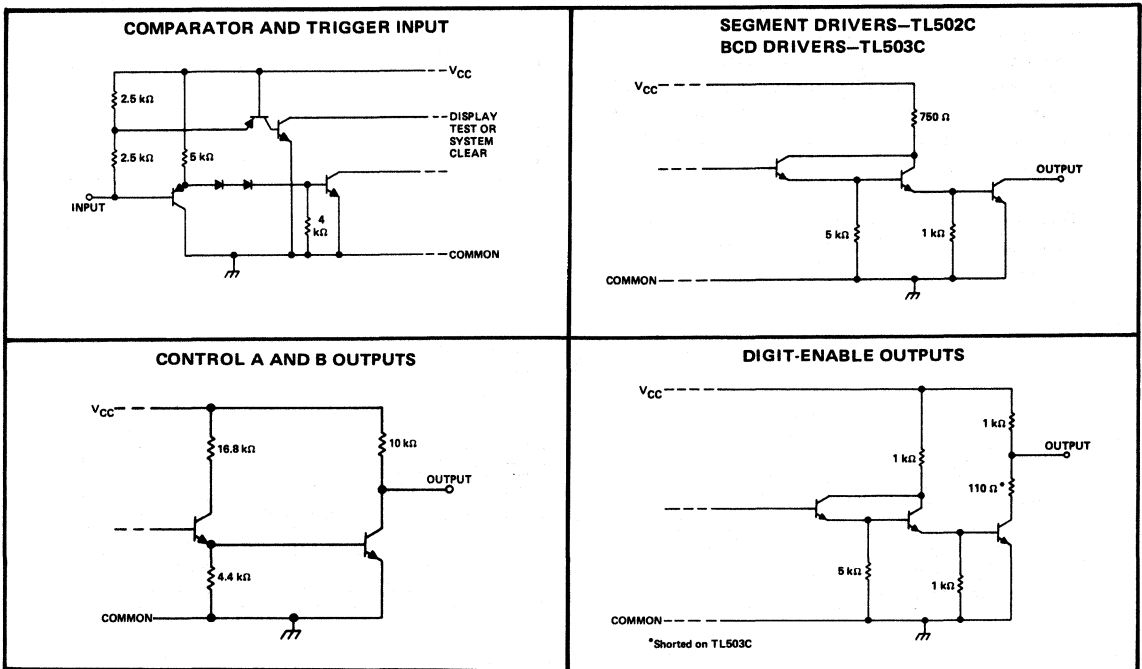 COMPARATOR AND TRIGGER INPUT
VCC
2.5 kΩ
DISPLAY
TEST OR
SYSTEM
CLEAR
2.5 kΩ
5 kΩ
INPUT
4
kΩ
COMMON
SEGMENT DRIVERS–TL502C
BCD DRIVERS–TL503C
VCC
750 Ω
OUTPUT
5 kΩ
1 kΩ
COMMON
CONTROL A AND B OUTPUTS
VCC
16.8 kΩ
10 kΩ
OUTPUT
4.4 kΩ
COMMON
DIGIT-ENABLE OUTPUTS
VCC
1 kΩ
OUTPUT
1 kΩ
110 Ω*
5 kΩ
1 kΩ
COMMON
*Shorted on TL503C